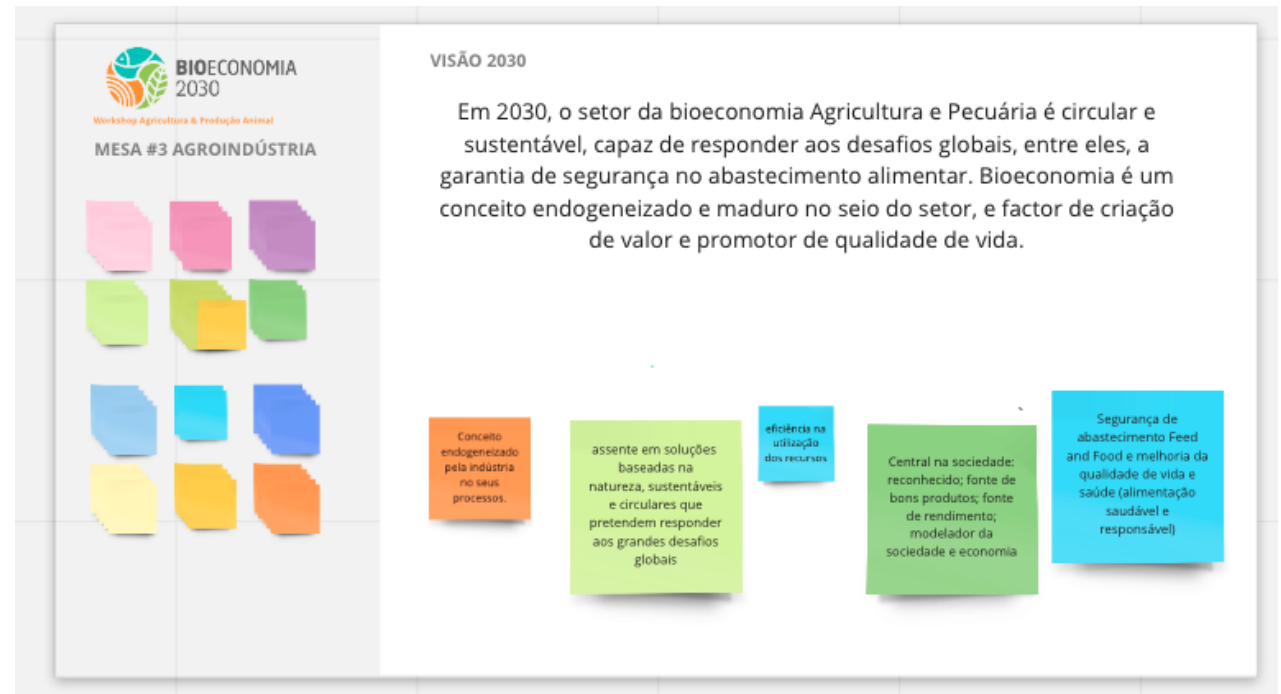 BIOECONOMIA
2030
Workshop Agricultura & Produção Animal
MESA #3 AGROINDÚSTRIA
VISÃO 2030
Em 2030, o setor da bioeconomia Agricultura e Pecuária é circular e
sustentável, capaz de responder aos desafios globais, entre eles, a
garantia de segurança no abastecimento alimentar. Bioeconomia é um
conceito endogeneizado e maduro no seio do setor, e factor de criação
de valor e promotor de qualidade de vida.
Conceito
endogeneizado
pela indústria
no seus
processos.
assente em soluções
baseadas na
natureza, sustentáveis
e circulares que
pretendem responder
aos grandes desafios
globais
eficiência na
utilização
dos recursos
Central na sociedade:
reconhecido; fonte de
bons produtos; fonte
de rendimento;
modelador da
sociedade e economia
Segurança de
abastecimento Feed
and Food e melhoria da
qualidade de vida e
saúde (alimentação
saudável e
responsável)